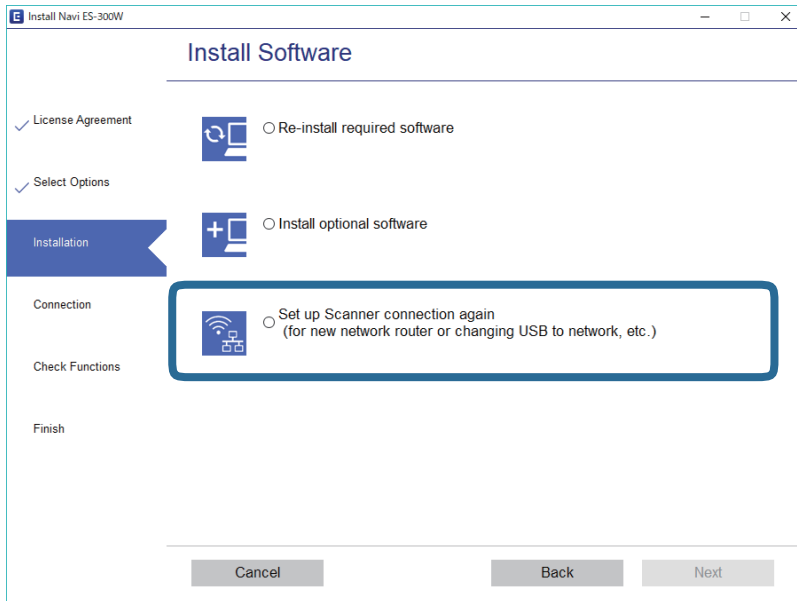 Install Navi ES-300W
Install Software
License Agreement
Select Options
Installation
Connection
Check Functions
Finish
Re-install required software
Install optional software
Set up Scanner connection again
(for new network router or changing USB to network, etc.)
Cancel
Back
Next